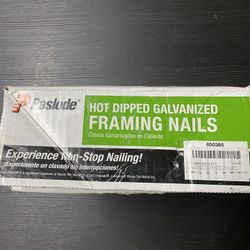 Paslode®
HOT DIPPED GALVANIZED
FRAMING NAILS
Clavos Galvanizados en Caliente
650385
Experience Non-Stop Nailing!
¡Experimente un clavado sin interrupciones!